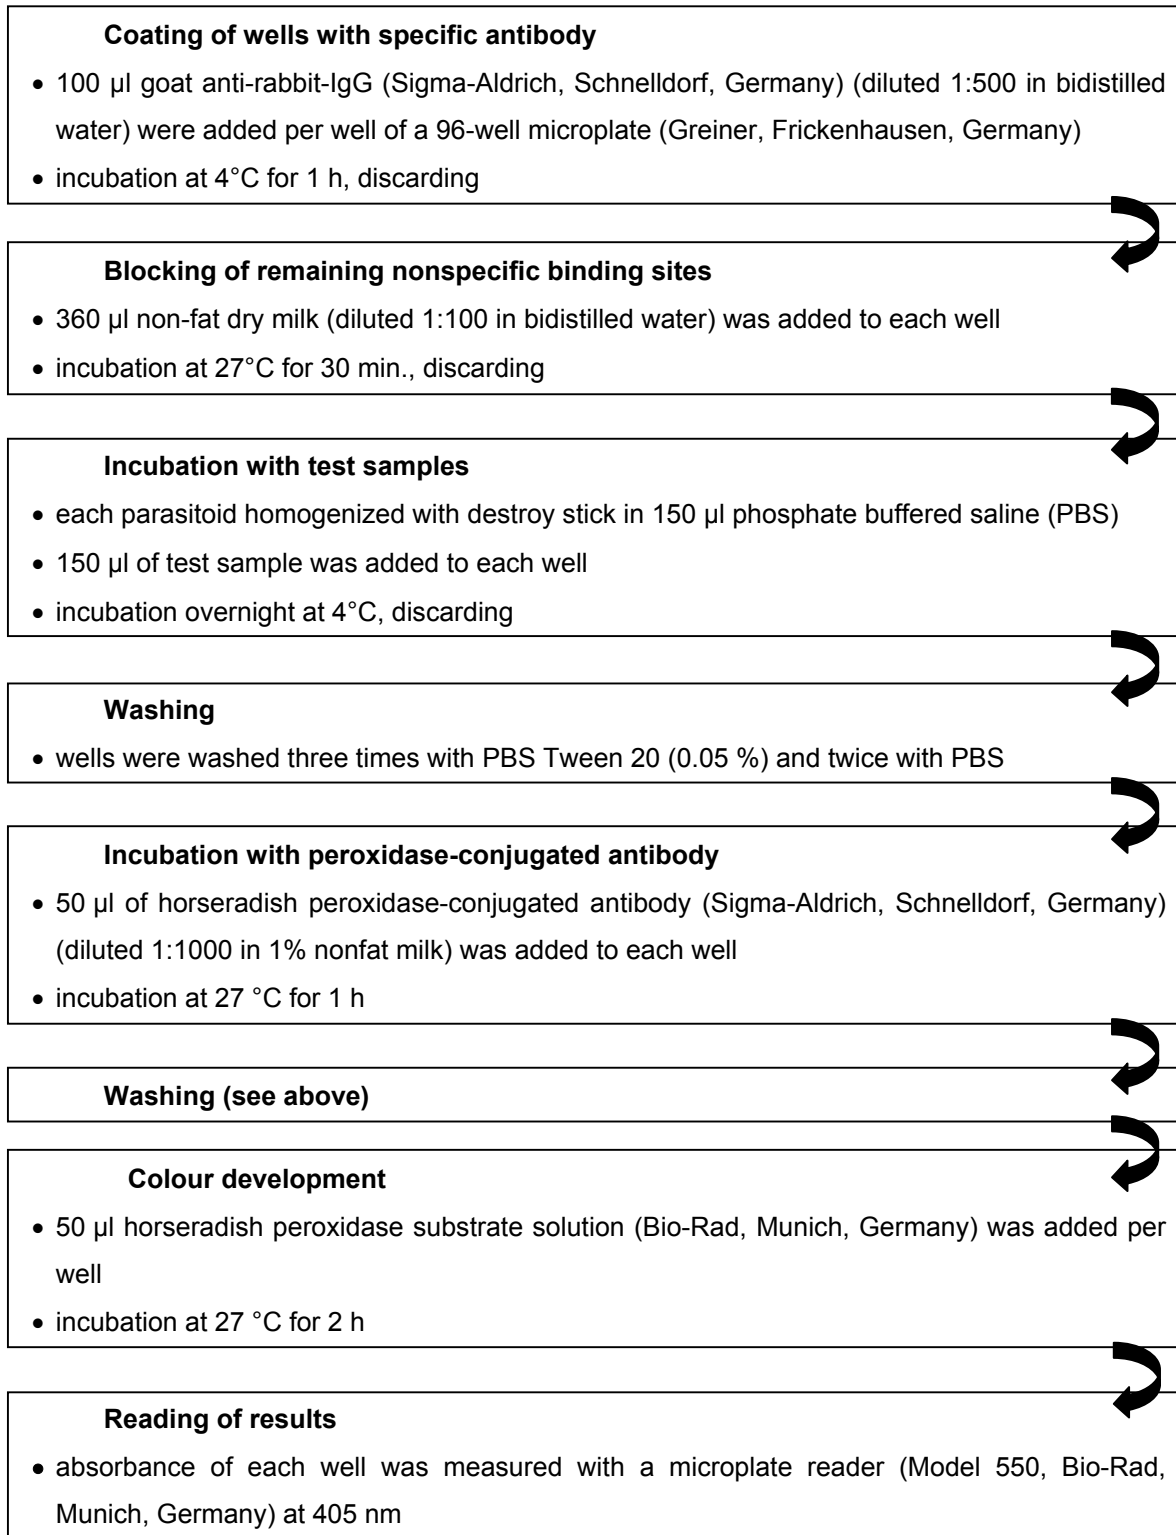 Coating of wells with specific antibody
• 100 µl goat anti-rabbit-IgG (Sigma-Aldrich, Schnelldorf, Germany) (diluted 1:500 in bidistilled
water) were added per well of a 96-well microplate (Greiner, Frickenhausen, Germany)
• incubation at 4°C for 1 h, discarding
Blocking of remaining nonspecific binding sites
• 360 µl non-fat dry milk (diluted 1:100 in bidistilled water) was added to each well
• incubation at 27°C for 30 min., discarding
Incubation with test samples
• each parasitoid homogenized with destroy stick in 150 µl phosphate buffered saline (PBS)
• 150 µl of test sample was added to each well
• incubation overnight at 4°C, discarding
Washing
• wells were washed three times with PBS Tween 20 (0.05 %) and twice with PBS
Incubation with peroxidase-conjugated antibody
• 50 µl of horseradish peroxidase-conjugated antibody (Sigma-Aldrich, Schnelldorf, Germany)
(diluted 1:1000 in 1% nonfat milk) was added to each well
• incubation at 27 °C for 1 h
Washing (see above)
Colour development
• 50 µl horseradish peroxidase substrate solution (Bio-Rad, Munich, Germany) was added per
well
• incubation at 27 °C for 2 h
Reading of results
• absorbance of each well was measured with a microplate reader (Model 550, Bio-Rad,
Munich, Germany) at 405 nm